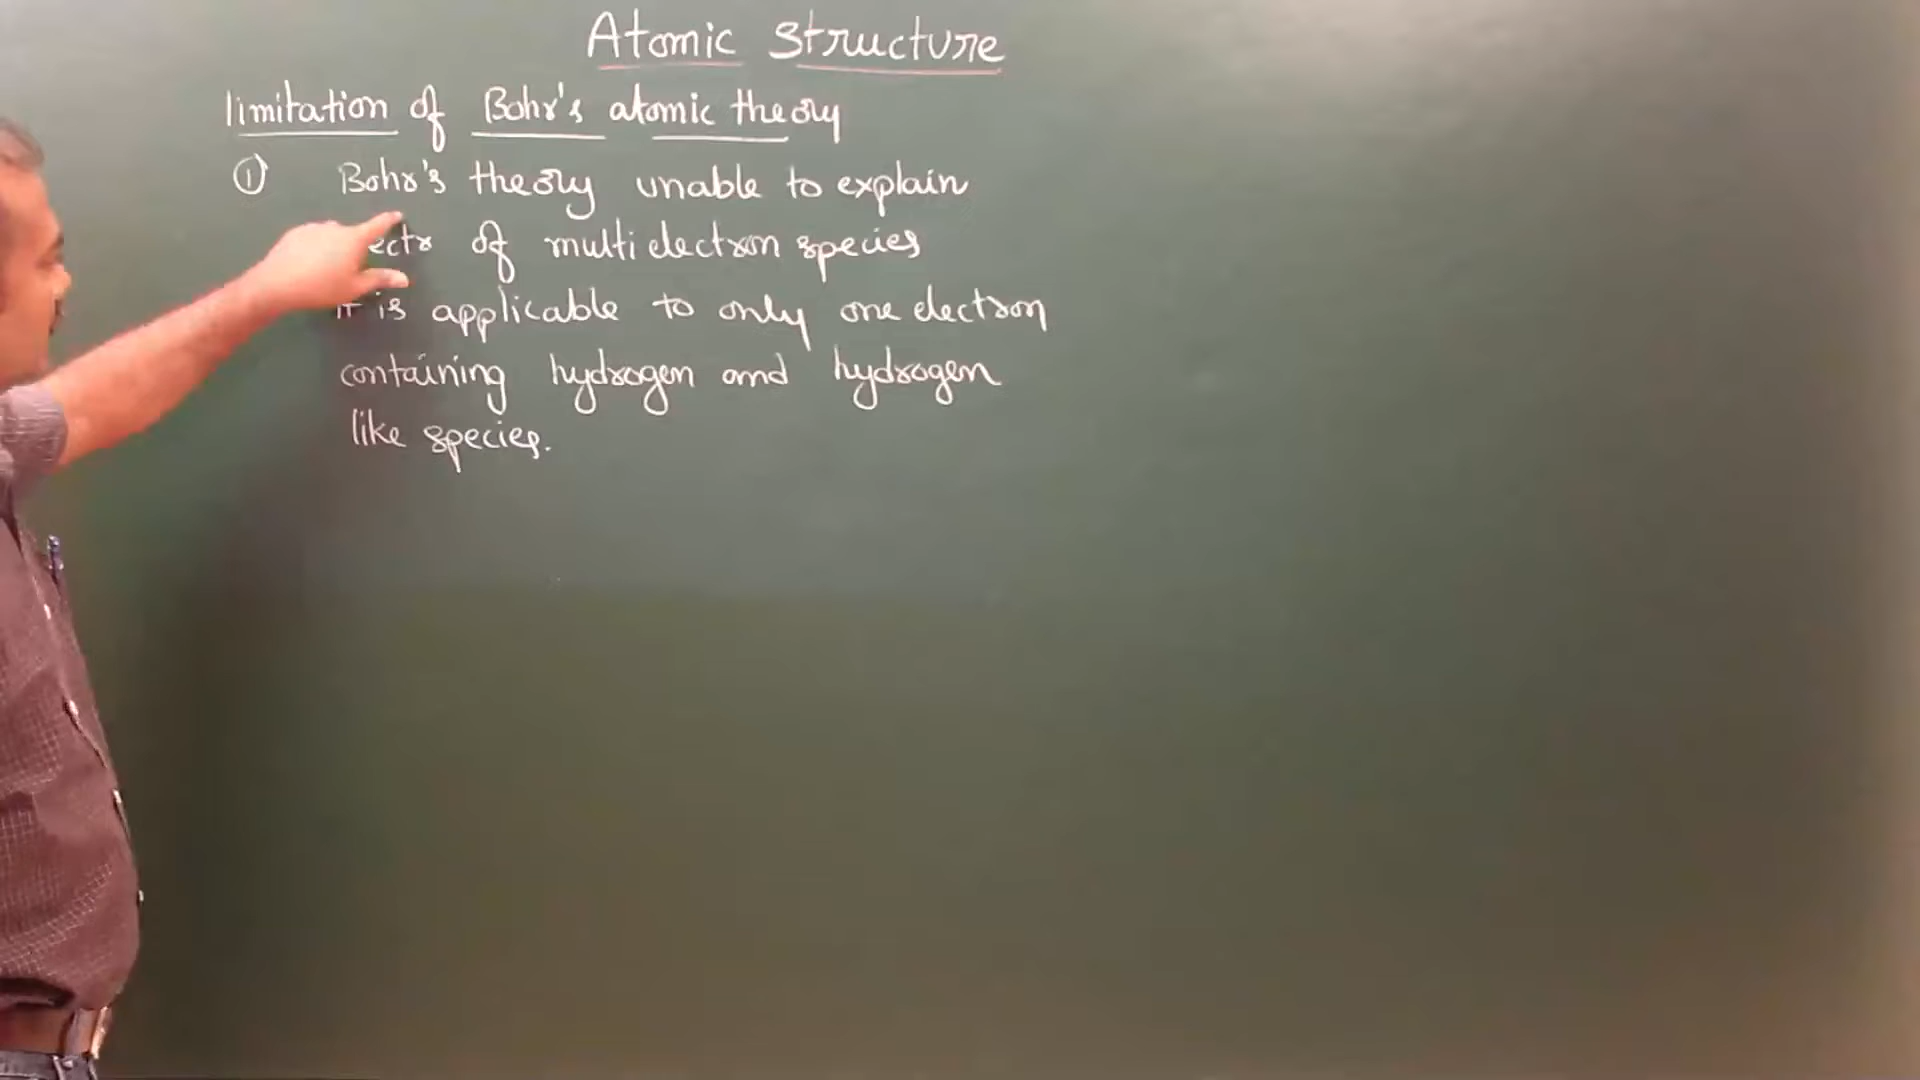 Atomic Structure
limitation of Bohr's atomic theory
① Bohr's theory unable to explain
of multi electron species
it is applicable to only one electron
containing hydrogen and hydrogen
like species.